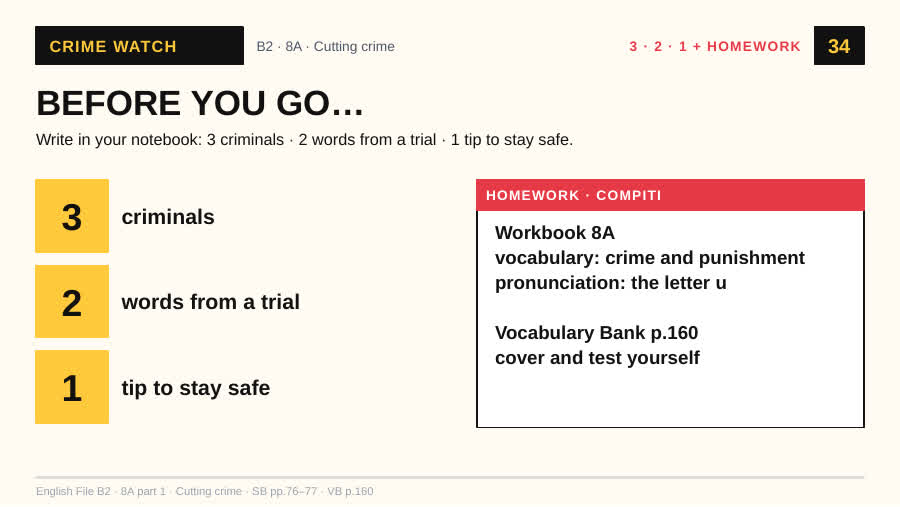 CRIME WATCH
B2 · 8A · Cutting crime
3 · 2 · 1 + HOMEWORK
34
BEFORE YOU GO…
Write in your notebook: 3 criminals · 2 words from a trial · 1 tip to stay safe.
3
criminals
2
words from a trial
1
tip to stay safe
HOMEWORK · COMPITI
Workbook 8A
vocabulary: crime and punishment
pronunciation: the letter u
Vocabulary Bank p.160
cover and test yourself
English File B2 · 8A part 1 · Cutting crime · SB pp.76–77 · VB p.160